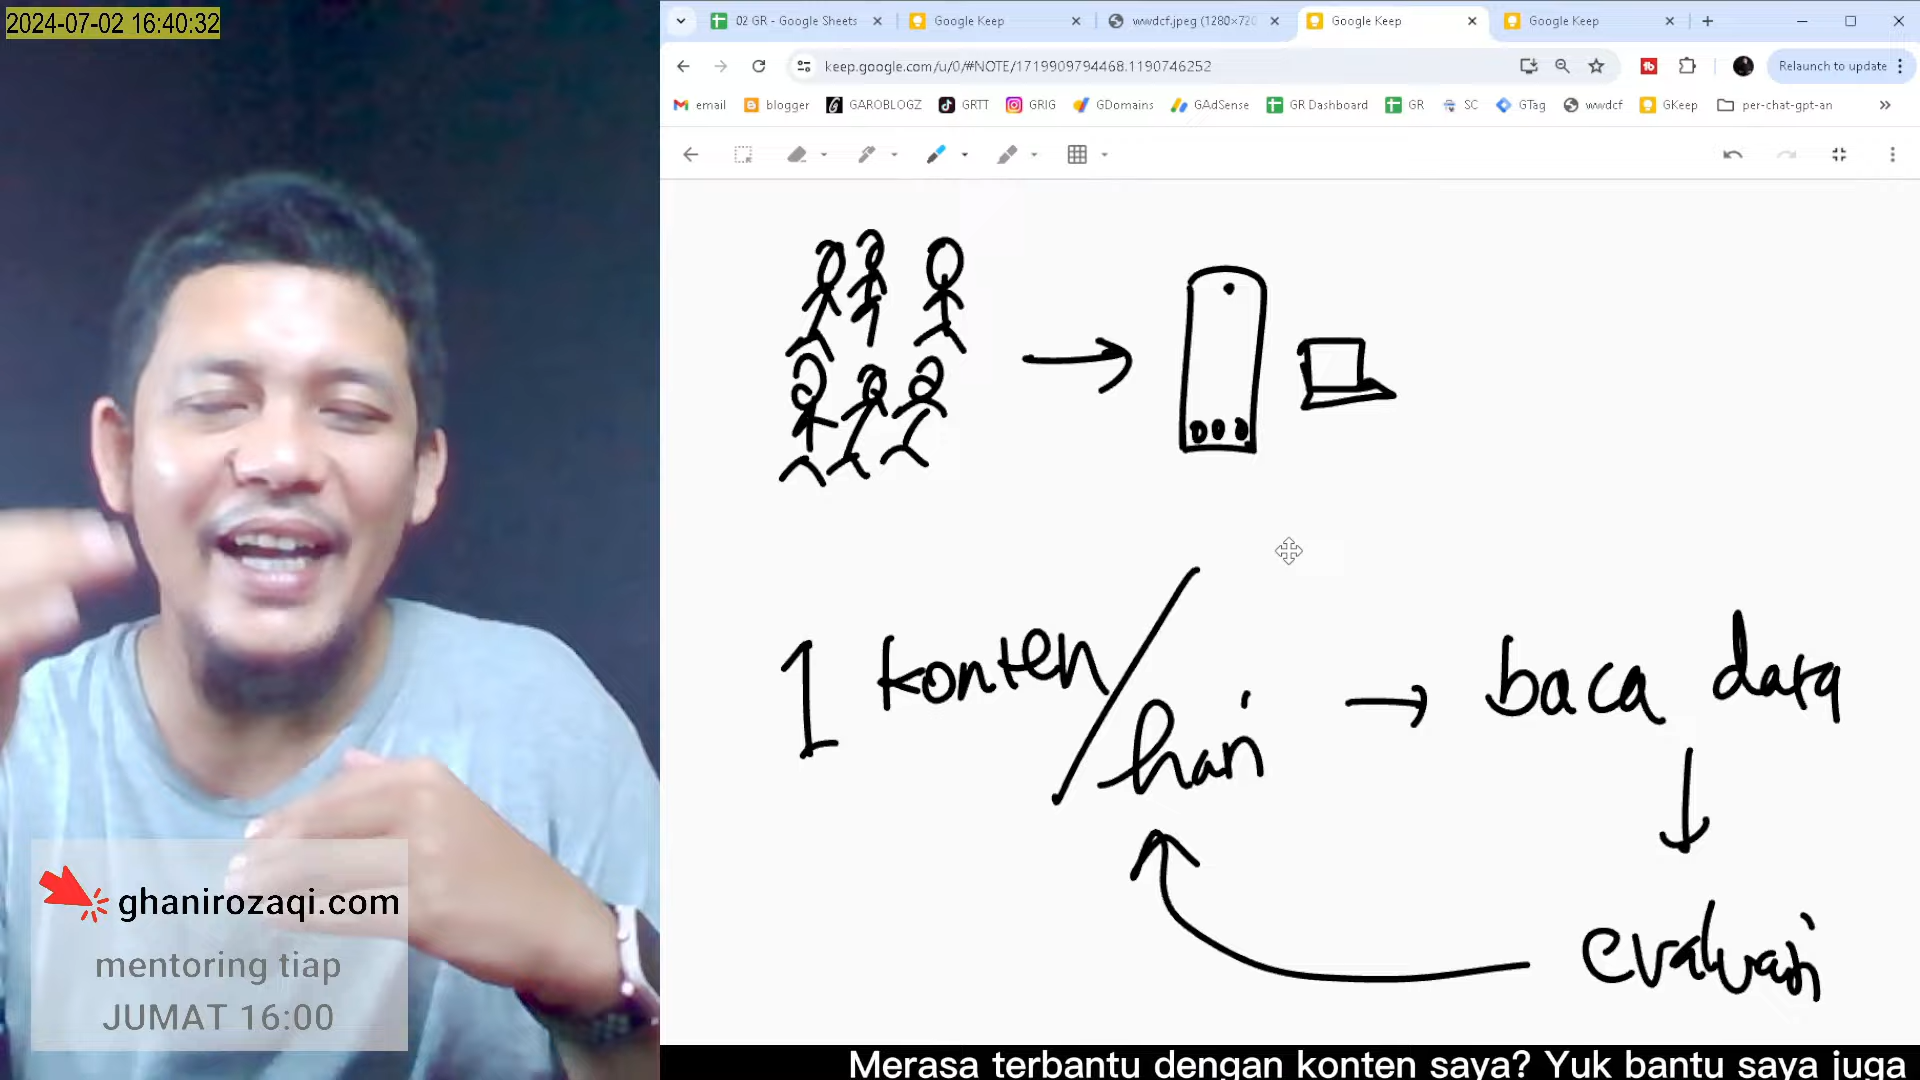 2024-07-02 16:40:32
02 GR - Google Sheets
Google Keep
wwdcf.jpeg (1280×720
Google Keep
Google Keep
keep.google.com/u/0/#NOTE/1719909794468.1190746252
Relaunch to update
email
blogger
GAROBLOGZ
GRTT
GRIG
GDomains
GAdSense
GR Dashboard
GR
SC
GTag
wwdcf
GKeep
per-chat-gpt-an
1 konten/hari → baca data
evaluasi
ghanirozaqi.com
mentoring tiap
JUMAT 16:00
Merasa terbantu dengan konten saya? Yuk bantu saya juga